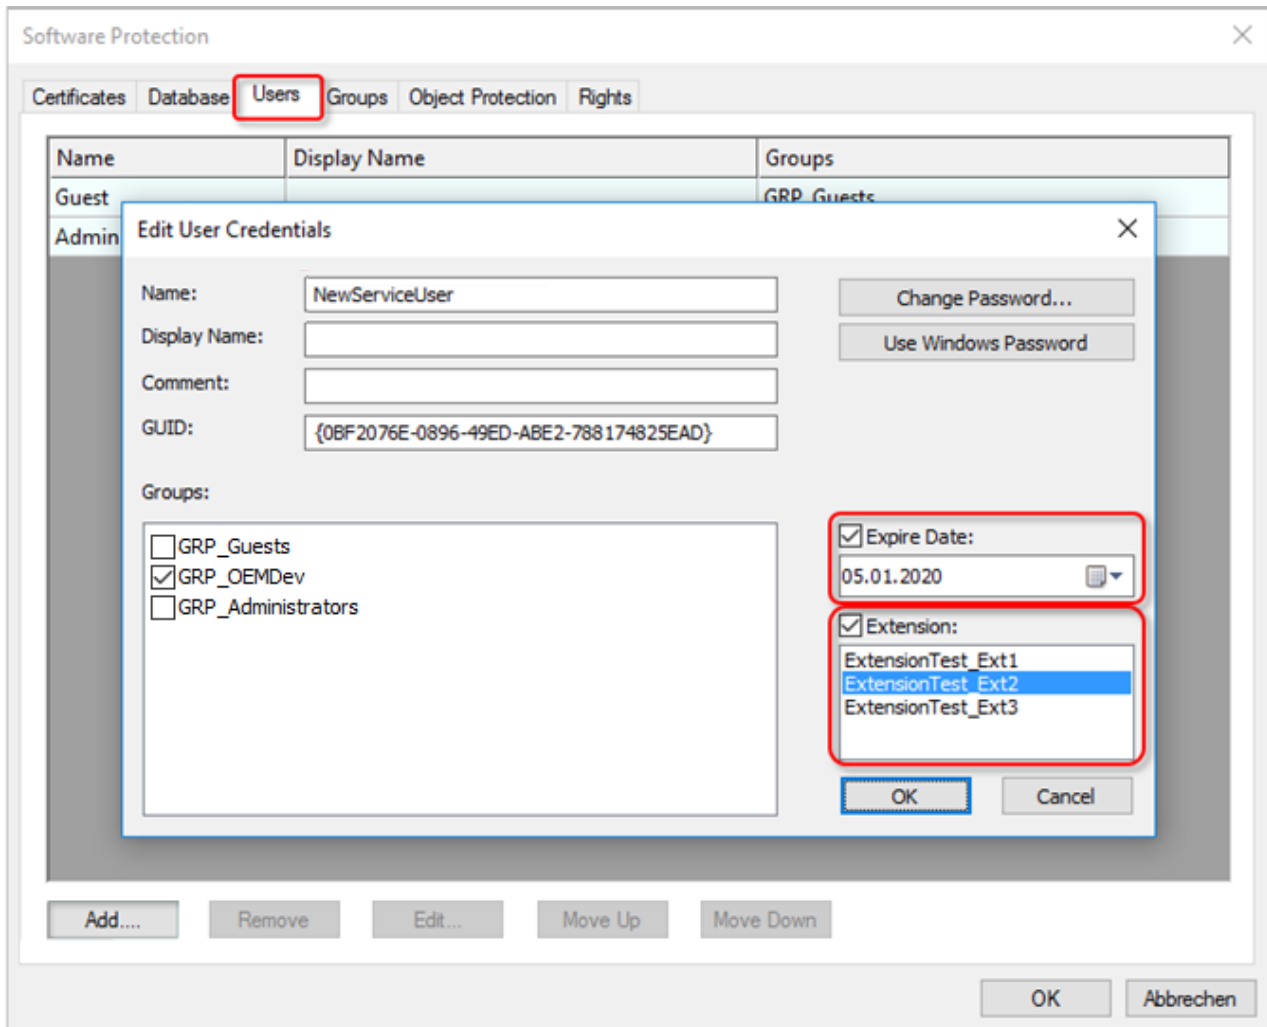 Software Protection
Certificates Database Users Groups Object Protection Rights
Name Display Name Groups
Guest GRP_Guests
Admin
Edit User Credentials
Name: NewServiceUser Change Password...
Display Name: Use Windows Password
Comment:
GUID: {0BF2076E-0896-49ED-ABE2-788174825EAD}
Groups:
GRP_Guests
GRP_OEMDev
GRP_Administrators
Expire Date:
05.01.2020
Extension:
ExtensionTest_Ext1
ExtensionTest_Ext2
ExtensionTest_Ext3
OK Cancel
Add.... Remove Edit... Move Up Move Down
OK Abbrechen